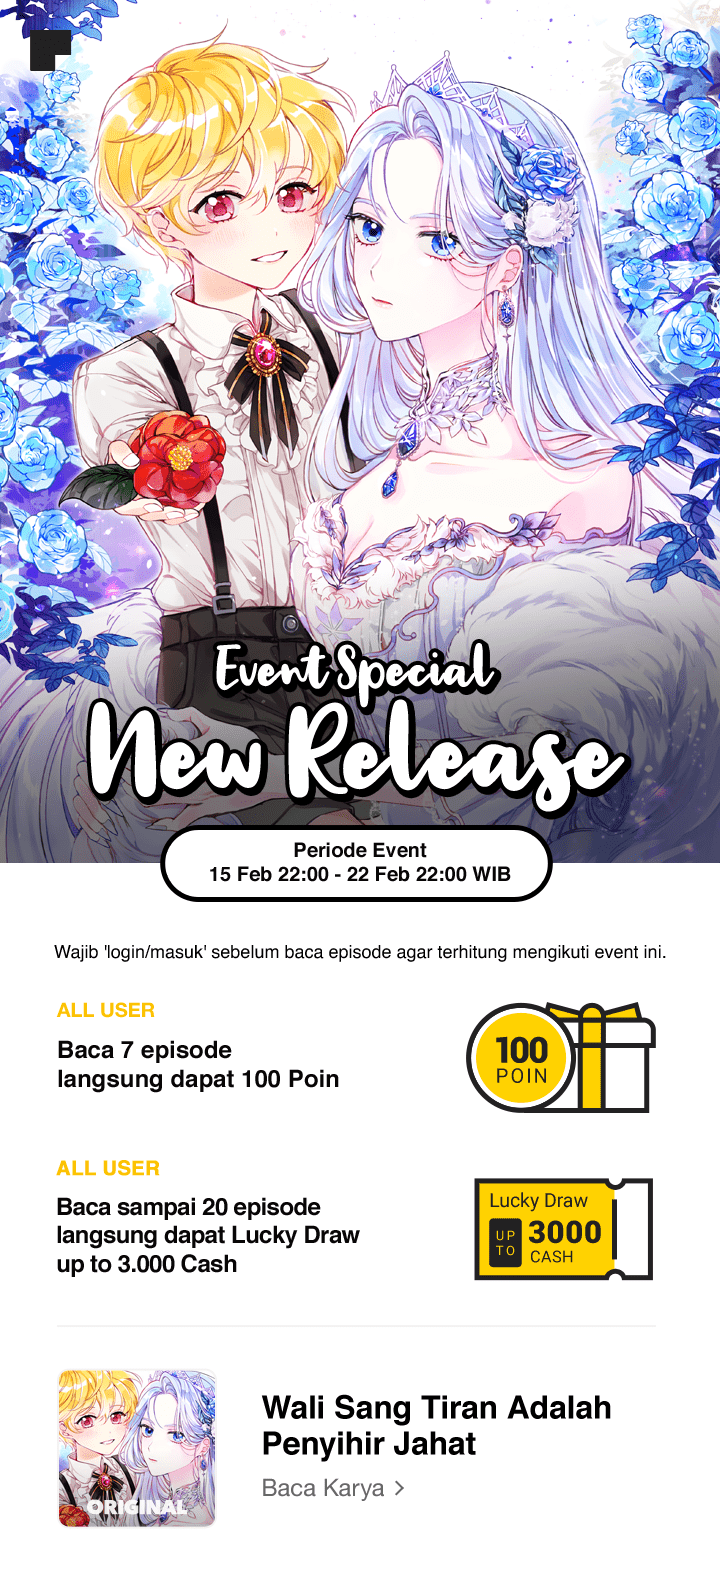 Event Special
New Release
Periode Event
15 Feb 22:00 - 22 Feb 22:00 WIB
Wajib 'login/masuk' sebelum baca episode agar terhitung mengikuti event ini.
ALL USER
Baca 7 episode
langsung dapat 100 Poin
100
POIN
ALL USER
Baca sampai 20 episode
langsung dapat Lucky Draw
up to 3.000 Cash
Lucky Draw
UP TO 3000
CASH
ORIGINAL
Wali Sang Tiran Adalah
Penyihir Jahat
Baca Karya >